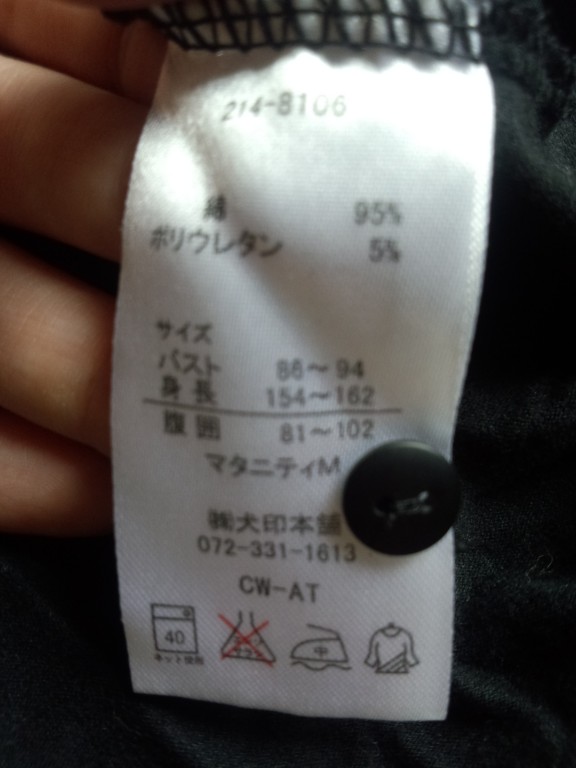 214-8106
綿 95%
ポリウレタン 5%
サイズ
バスト 86～94
身長 154～162
腹囲 81～102
マタニティM
㈱犬印本舗
072-331-1613
CW-AT
40 中
ネット使用